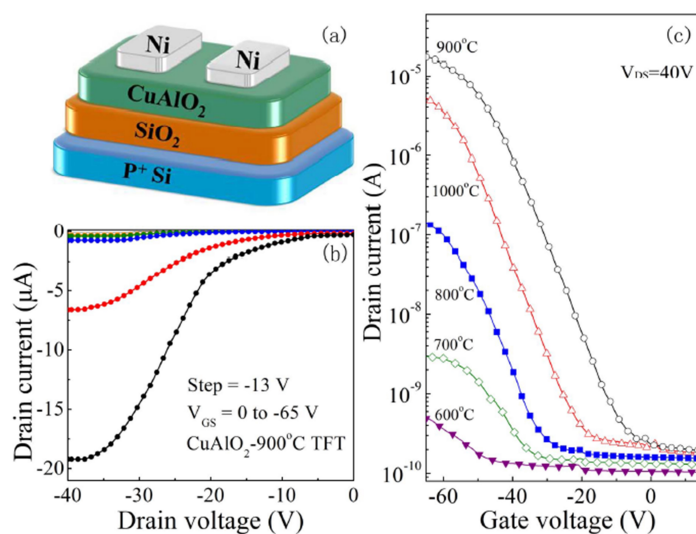 (a)
Ni
Ni
CuAlO₂
SiO₂
P⁺ Si
(b)
0
-5
-10
-15
-20
Drain current (μA)
Step = -13 V
V_GS = 0 to -65 V
CuAlO₂-900°C TFT
-40
-30
-20
-10
0
Drain voltage (V)
(c)
900°C
V_DS=40V
1000°C
800°C
700°C
600°C
10⁻⁵
10⁻⁶
10⁻⁷
10⁻⁸
10⁻⁹
10⁻¹⁰
Drain current (A)
-60
-40
-20
0
Gate voltage (V)